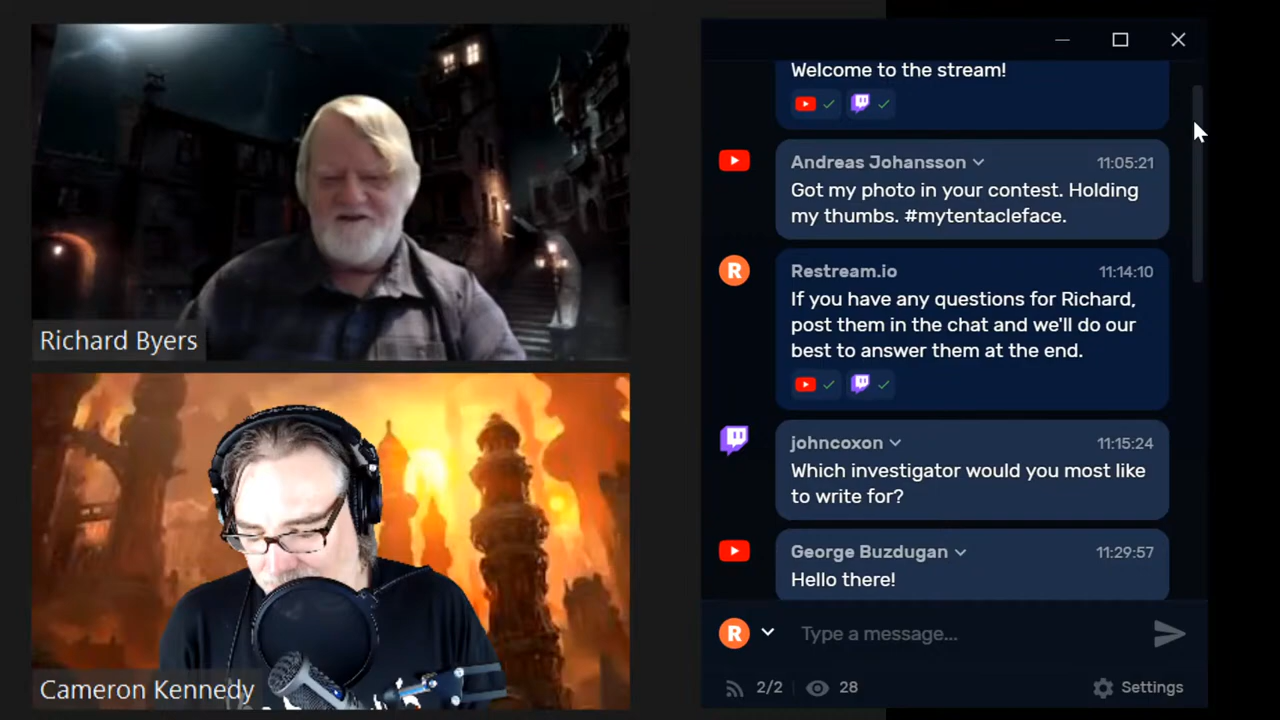 Richard Byers
Cameron Kennedy
Welcome to the stream!
Andreas Johansson 11:05:21
Got my photo in your contest. Holding
my thumbs. #mytentacleface.
R Restream.io 11:14:10
If you have any questions for Richard,
post them in the chat and we'll do our
best to answer them at the end.
johncoxon 11:15:24
Which investigator would you most like
to write for?
George Buzdugan 11:29:57
Hello there!
R Type a message...
2/2 28 Settings